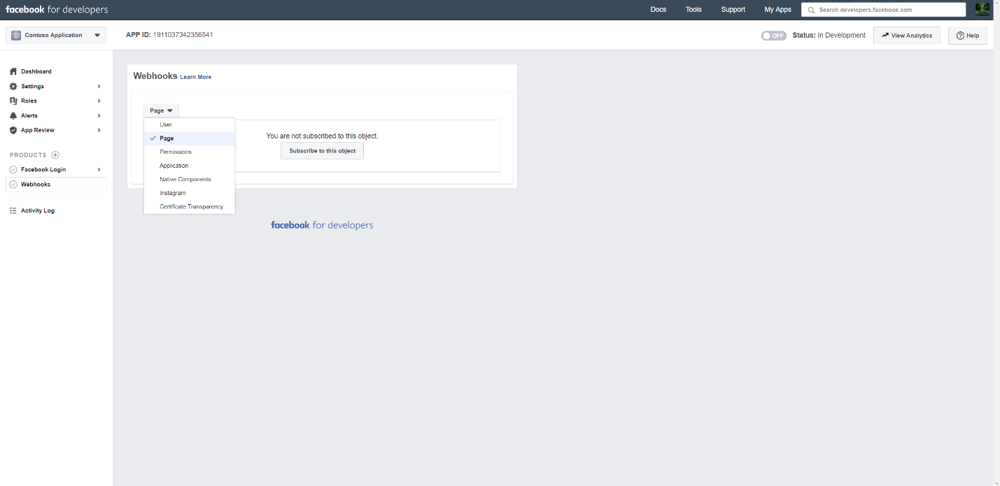 facebook for developers
Docs Tools Support My Apps Search developers.facebook.com
Contoso Application
APP ID: 1911037342356541
OFF Status: In Development View Analytics Help
Dashboard
Settings
Roles
Alerts
App Review
PRODUCTS
Facebook Login
Webhooks
Activity Log
Webhooks Learn More
Page
User
Page
Permissions
Application
Native Components
Instagram
Certificate Transparency
You are not subscribed to this object.
Subscribe to this object
facebook for developers